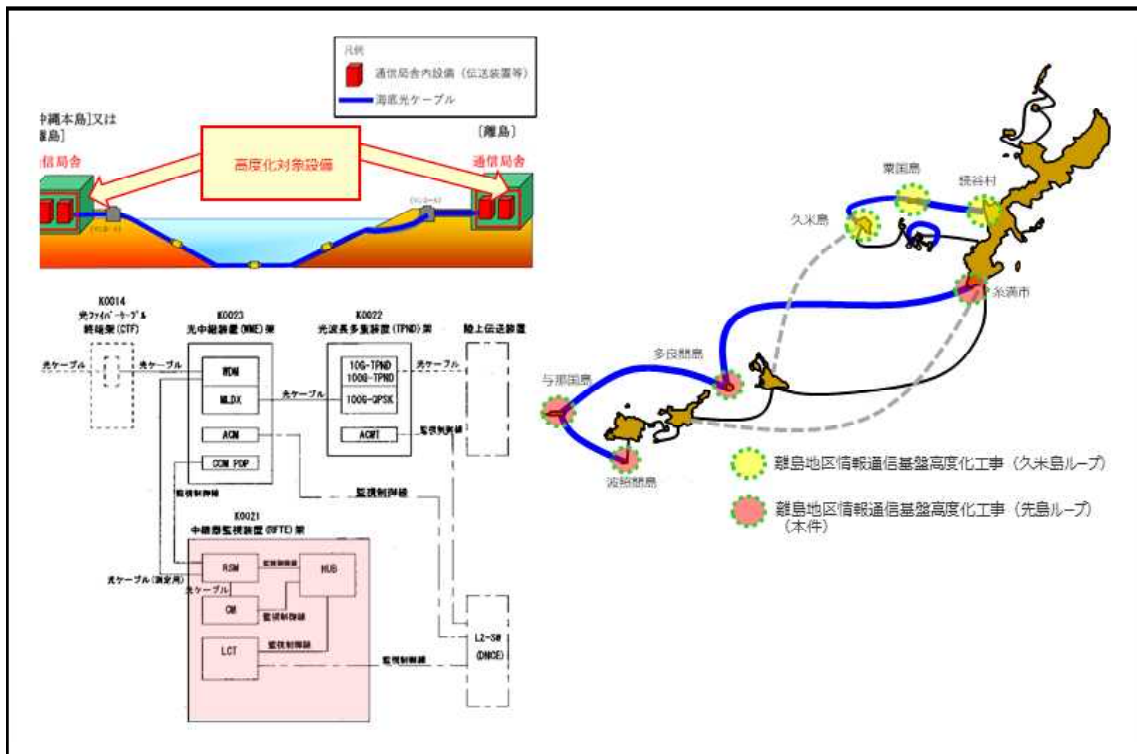 凡例
通信局舎内設備（伝送装置等）
海底光ケーブル
中縄本島]又は
離島]
通信局舎
高度化対象設備
［離島］
通信局舎
K0014
光ファイバーケーブル
終端架(CTF)
光ケーブル
光ケーブル
K0023
光中継装置(WME)架
WDM
MLDX
ACM
COM PDP
監視制御線
光ケーブル
K0022
光波長多重装置(TPND)架
10G-TPND
100G-TPND
100G-QPSK
ACMT
光ケーブル
監視制御線
陸上伝送装置
監視制御線
K0021
中継器監視装置(RFTE)架
RSM
監視制御線
HUB
光ケーブル(測定用)
光ケーブル
OM
監視制御線
LCT
監視制御線
監視制御線
L2-SW
(DNCE)
粟国島
読谷村
久米島
糸満市
多良間島
与那国島
波照間島
離島地区情報通信基盤高度化工事（久米島ループ）
離島地区情報通信基盤高度化工事（先島ループ）
（本件）